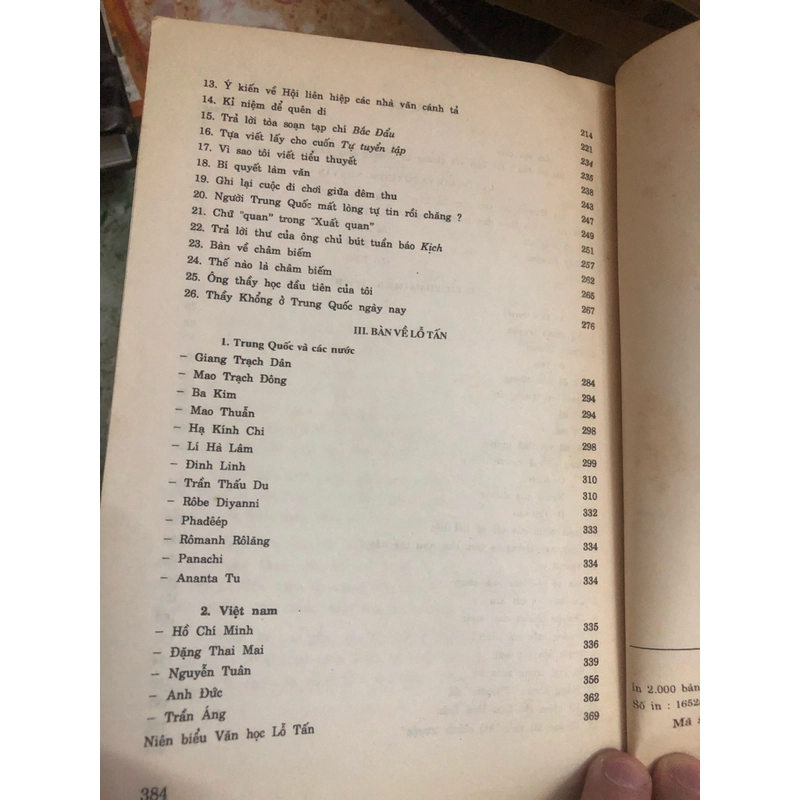 13. Ý kiến về Hội liên hiệp các nhà văn cánh tả 214
14. Kỉ niệm để quên đi 221
15. Trả lời tòa soạn tạp chí Bắc Đẩu 234
16. Tựa viết lấy cho cuốn Tự tuyển tập 235
17. Vì sao tôi viết tiểu thuyết 238
18. Bí quyết làm văn 243
19. Ghi lại cuộc đi chơi giữa đêm thu 247
20. Người Trung Quốc mất lòng tự tin rồi chăng ? 249
21. Chữ "quan" trong "Xuất quan" 251
22. Trả lời thư của ông chủ bút tuần báo Kịch 257
23. Bàn về châm biếm 262
24. Thế nào là châm biếm 265
25. Ông thầy học đầu tiên của tôi 267
26. Thầy Khổng ở Trung Quốc ngày nay 276
III. BÀN VỀ LỖ TẤN
1. Trung Quốc và các nước
– Giang Trạch Dân 284
– Mao Trạch Đông 294
– Ba Kim 294
– Mao Thuẫn 298
– Hạ Kính Chi 298
– Lí Hà Lâm 299
– Đinh Linh 310
– Trần Thấu Du 310
– Rôbe Diyanni 332
– Phadêép 333
– Rômanh Rôlăng 334
– Panachi 334
– Ananta Tu 334
2. Việt nam
– Hồ Chí Minh 335
– Đặng Thai Mai 336
– Nguyễn Tuân 339
– Anh Đức 356
– Trần Áng 362
Niên biểu Văn học Lỗ Tấn 369
384
In 2.000 bản
Số in : 1652
Mã